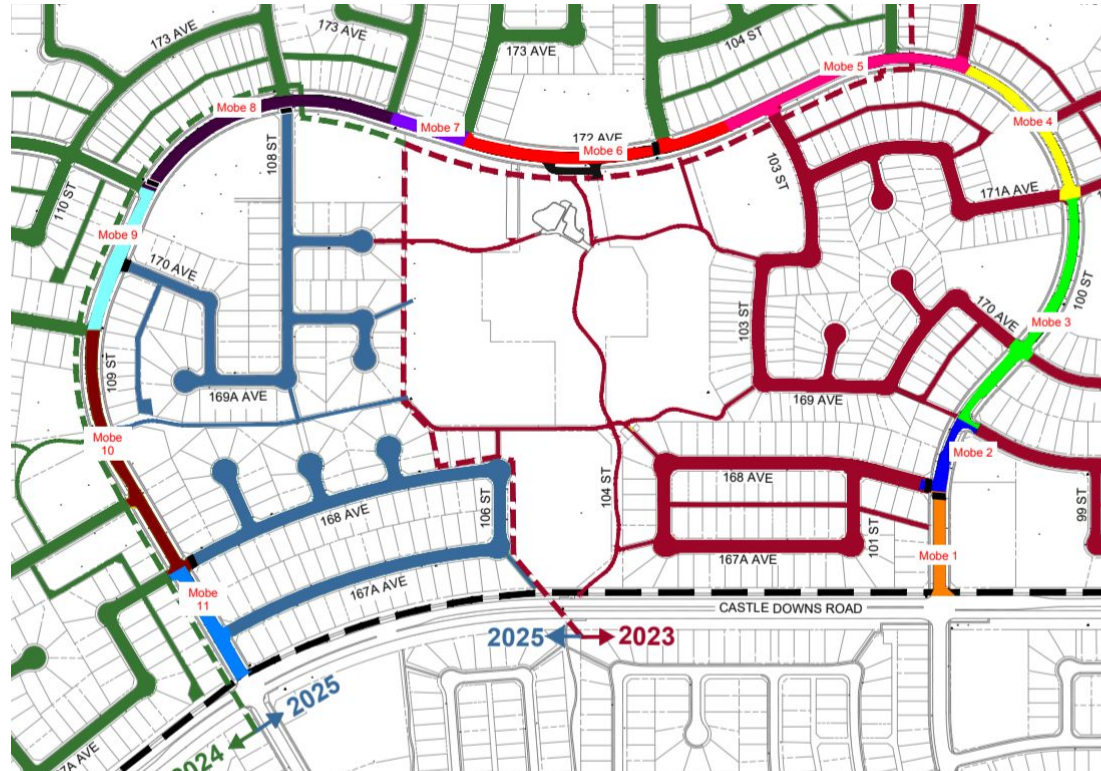 173 AVE
173 AVE
173 AVE
104 ST
Mobe 5
Mobe 8
108 ST
Mobe 7
172 AVE
Mobe 6
Mobe 4
103 ST
110 ST
171A AVE
Mobe 9
170 AVE
100 ST
103 ST
170 AVE
Mobe 3
109 ST
169A AVE
169 AVE
Mobe
10
Mobe 2
168 AVE
168 AVE
106 ST
104 ST
101 ST
99 ST
167A AVE
Mobe 1
167A AVE
Mobe
11
CASTLE DOWNS ROAD
2025
2023
2025
2024
7A AVE